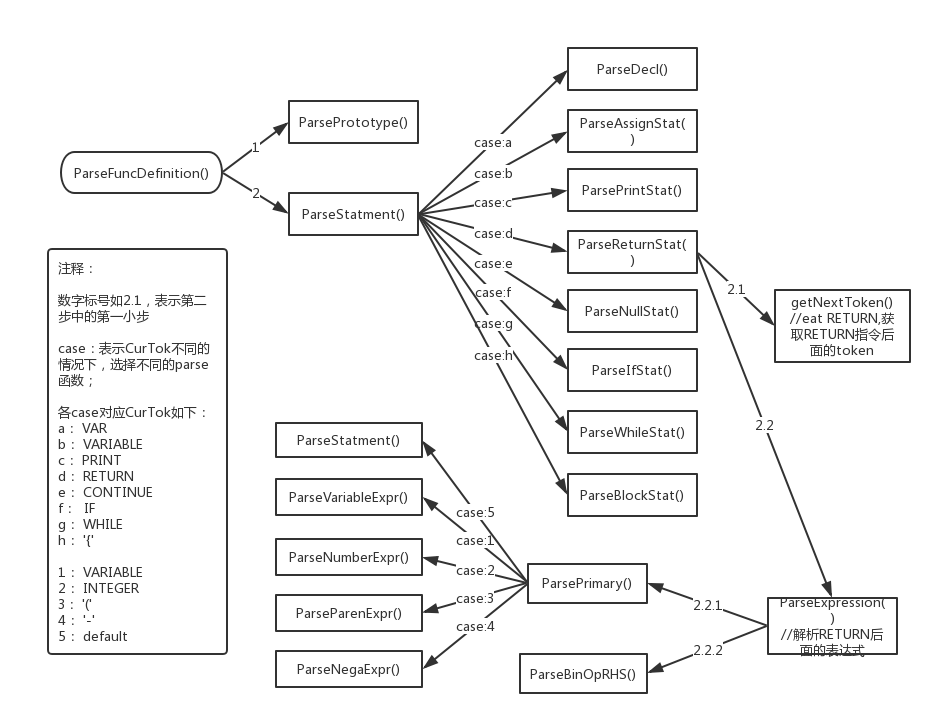 ParseDecl()
ParsePrototype()
case:a
ParseAssignStat(
)
1
ParseFuncDefinition()
case:b
2
ParseStatment()
case:c
ParsePrintStat()
case:d
ParseReturnStat(
)
case:e
case:f
ParseNullStat()
case:g
case:h
ParseIfStat()
ParseWhileStat()
ParseBlockStat()
2.1
getNextToken()
//eat RETURN,获
取RETURN指令后
面的token
2.2
注释：
数字标号如2.1，表示第二
步中的第一小步
case：表示CurTok不同的
情况下，选择不同的parse
函数；
各case对应CurTok如下：
a： VAR
b： VARIABLE
c： PRINT
d： RETURN
e： CONTINUE
f： IF
g： WHILE
h： '{'
1： VARIABLE
2： INTEGER
3： '('
4： '-'
5： default
ParseStatment()
ParseVariableExpr()
ParseNumberExpr()
ParseParenExpr()
ParseNegaExpr()
case:5
case:1
case:2
case:3
case:4
ParsePrimary()
2.2.1
2.2.2
ParseBinOpRHS()
ParseExpression(
)
//解析RETURN后
面的表达式